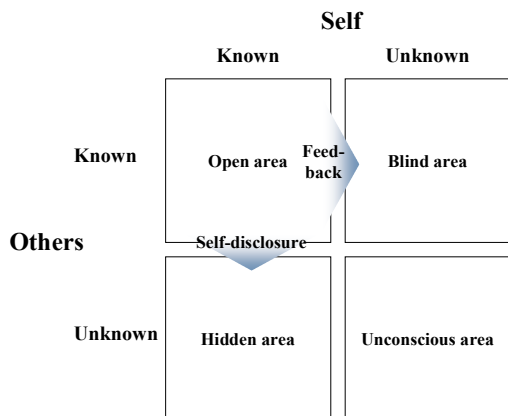 Self
Known
Unknown
Known
Open area
Feed-
back
Blind area
Others
Self-disclosure
Unknown
Hidden area
Unconscious area